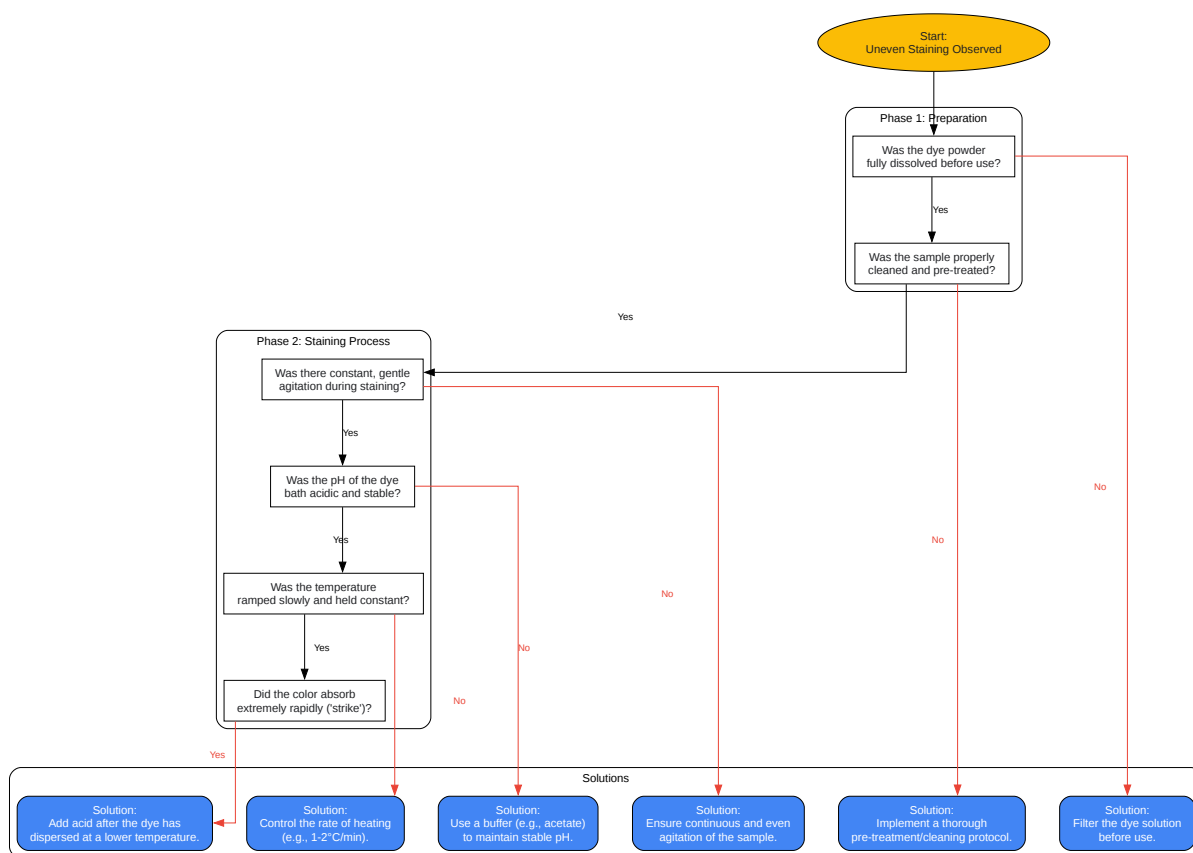 Start:
Uneven Staining Observed
Phase 1: Preparation
Was the dye powder
fully dissolved before use?
Yes
Was the sample properly
cleaned and pre-treated?
Yes
Phase 2: Staining Process
Was there constant, gentle
agitation during staining?
Yes
Was the pH of the dye
bath acidic and stable?
No
Yes
No
Was the temperature
ramped slowly and held constant?
No
Yes
No
Did the color absorb
extremely rapidly ('strike')?
No
Yes
Solutions
Solution:
Add acid after the dye has
dispersed at a lower temperature.
Solution:
Control the rate of heating
(e.g., 1-2°C/min).
Solution:
Use a buffer (e.g., acetate)
to maintain stable pH.
Solution:
Ensure continuous and even
agitation of the sample.
Solution:
Implement a thorough
pre-treatment/cleaning protocol.
Solution:
Filter the dye solution
before use.